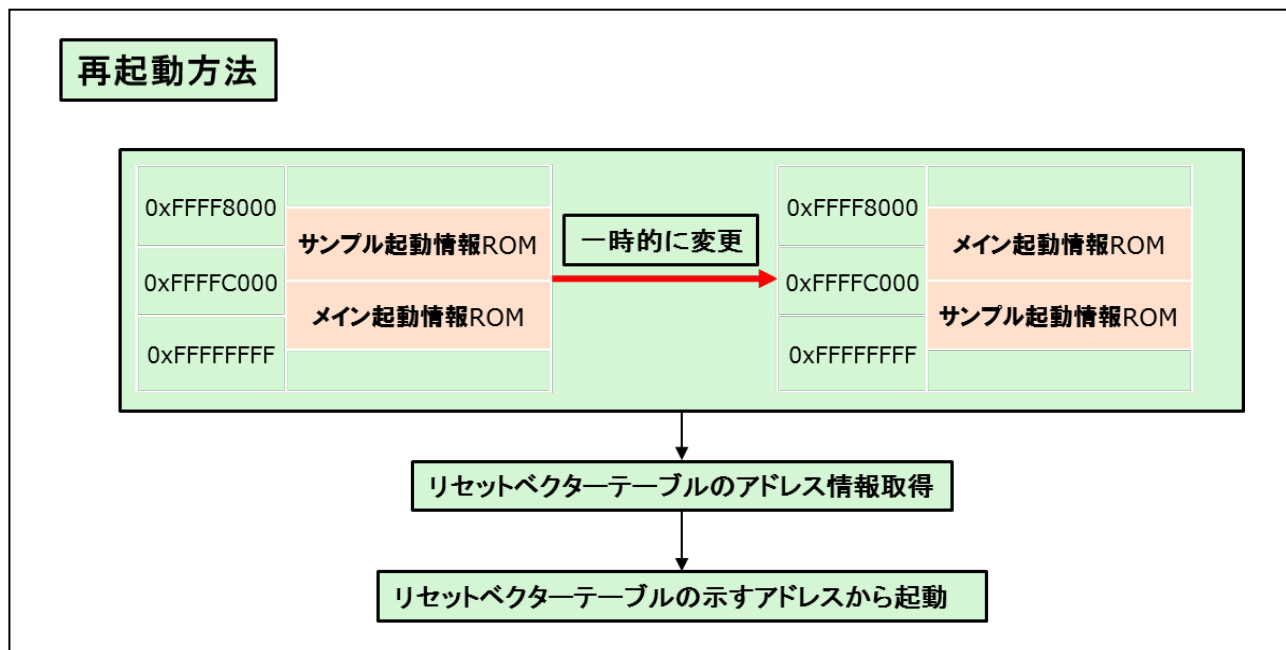 再起動方法
0xFFFF8000
サンプル起動情報ROM
0xFFFFC000
メイン起動情報ROM
0xFFFFFFFF
一時的に変更
0xFFFF8000
メイン起動情報ROM
0xFFFFC000
サンプル起動情報ROM
0xFFFFFFFF
リセットベクターテーブルのアドレス情報取得
リセットベクターテーブルの示すアドレスから起動